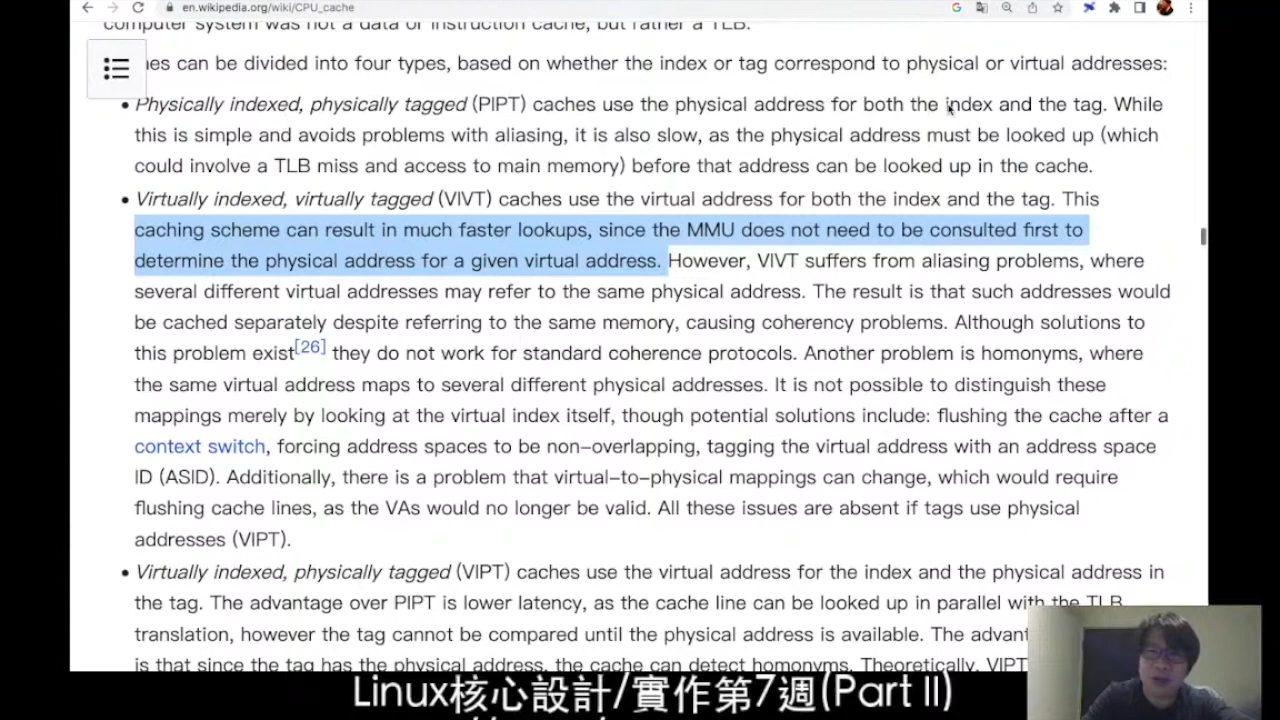 en.wikipedia.org/wiki/CPU_cache
computer system was not a data or instruction cache, but rather a TLB.
hes can be divided into four types, based on whether the index or tag correspond to physical or virtual addresses:
• Physically indexed, physically tagged (PIPT) caches use the physical address for both the index and the tag. While
this is simple and avoids problems with aliasing, it is also slow, as the physical address must be looked up (which
could involve a TLB miss and access to main memory) before that address can be looked up in the cache.
• Virtually indexed, virtually tagged (VIVT) caches use the virtual address for both the index and the tag. This
caching scheme can result in much faster lookups, since the MMU does not need to be consulted first to
determine the physical address for a given virtual address. However, VIVT suffers from aliasing problems, where
several different virtual addresses may refer to the same physical address. The result is that such addresses would
be cached separately despite referring to the same memory, causing coherency problems. Although solutions to
this problem exist[26] they do not work for standard coherence protocols. Another problem is homonyms, where
the same virtual address maps to several different physical addresses. It is not possible to distinguish these
mappings merely by looking at the virtual index itself, though potential solutions include: flushing the cache after a
context switch, forcing address spaces to be non-overlapping, tagging the virtual address with an address space
ID (ASID). Additionally, there is a problem that virtual-to-physical mappings can change, which would require
flushing cache lines, as the VAs would no longer be valid. All these issues are absent if tags use physical
addresses (VIPT).
• Virtually indexed, physically tagged (VIPT) caches use the virtual address for the index and the physical address in
the tag. The advantage over PIPT is lower latency, as the cache line can be looked up in parallel with the TLB
translation, however the tag cannot be compared until the physical address is available. The advant
is that since the tag has the physical address, the cache can detect homonyms. Theoretically, VIPT
Linux核心設計/實作第7週(Part II)